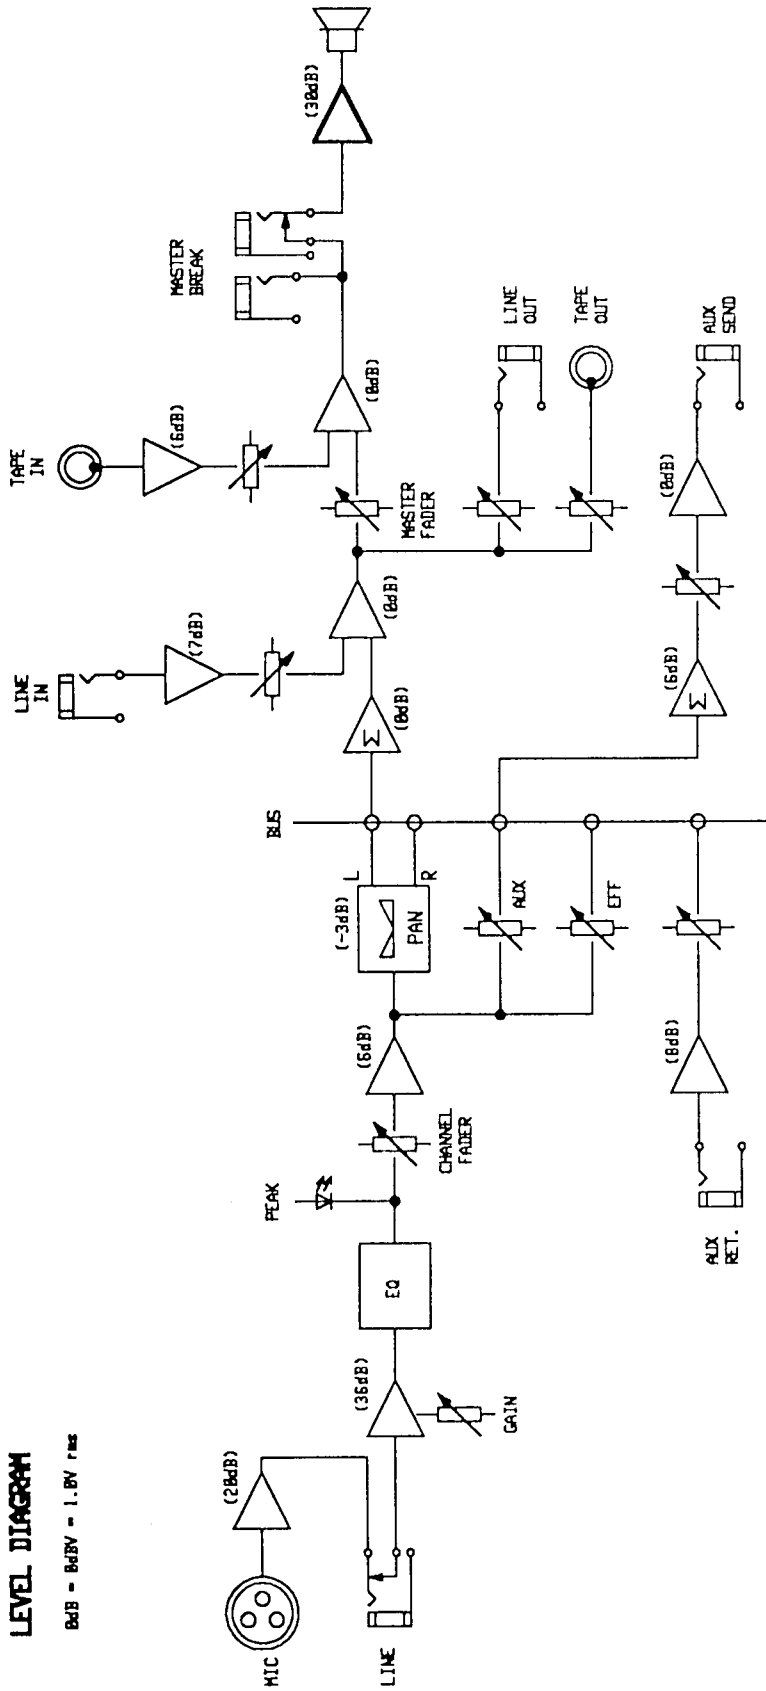 LEVEL DIAGRAM
0dB = 0dBV = 1.0V rms
MIC
(20dB)
LINE
(36dB)
GAIN
EQ
PEAK
CHANNEL
FADER
(6dB)
(-3dB)
PAN
L
R
AUX
EFF
AUX
RET.
(8dB)
BUS
Σ
(0dB)
LINE
IN
(7dB)
(0dB)
TAPE
IN
(6dB)
MASTER
FADER
(0dB)
MASTER
BREAK
(30dB)
LINE
OUT
TAPE
OUT
Σ
(6dB)
(0dB)
AUX
SEND